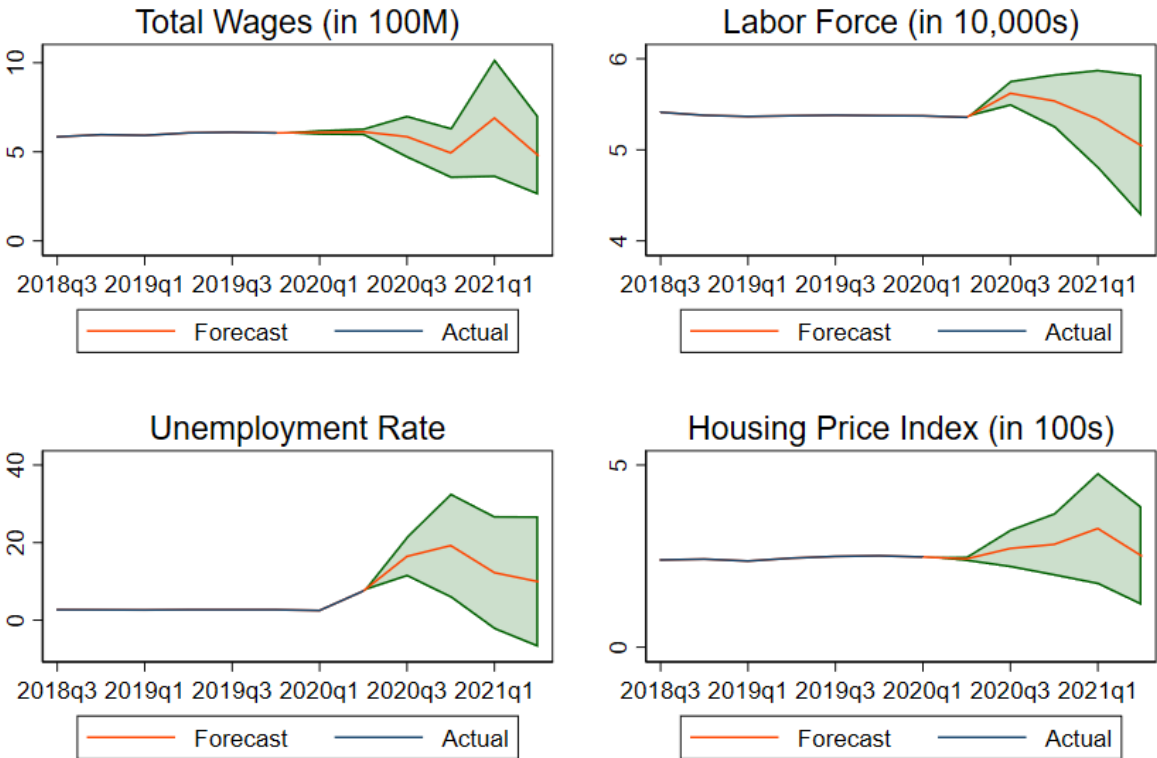 Total Wages (in 100M)
10
5
0
2018q3 2019q1 2019q3 2020q1 2020q3 2021q1
Forecast Actual
Labor Force (in 10,000s)
6
5
4
2018q3 2019q1 2019q3 2020q1 2020q3 2021q1
Forecast Actual
Unemployment Rate
40
20
0
2018q3 2019q1 2019q3 2020q1 2020q3 2021q1
Forecast Actual
Housing Price Index (in 100s)
5
0
2018q3 2019q1 2019q3 2020q1 2020q3 2021q1
Forecast Actual